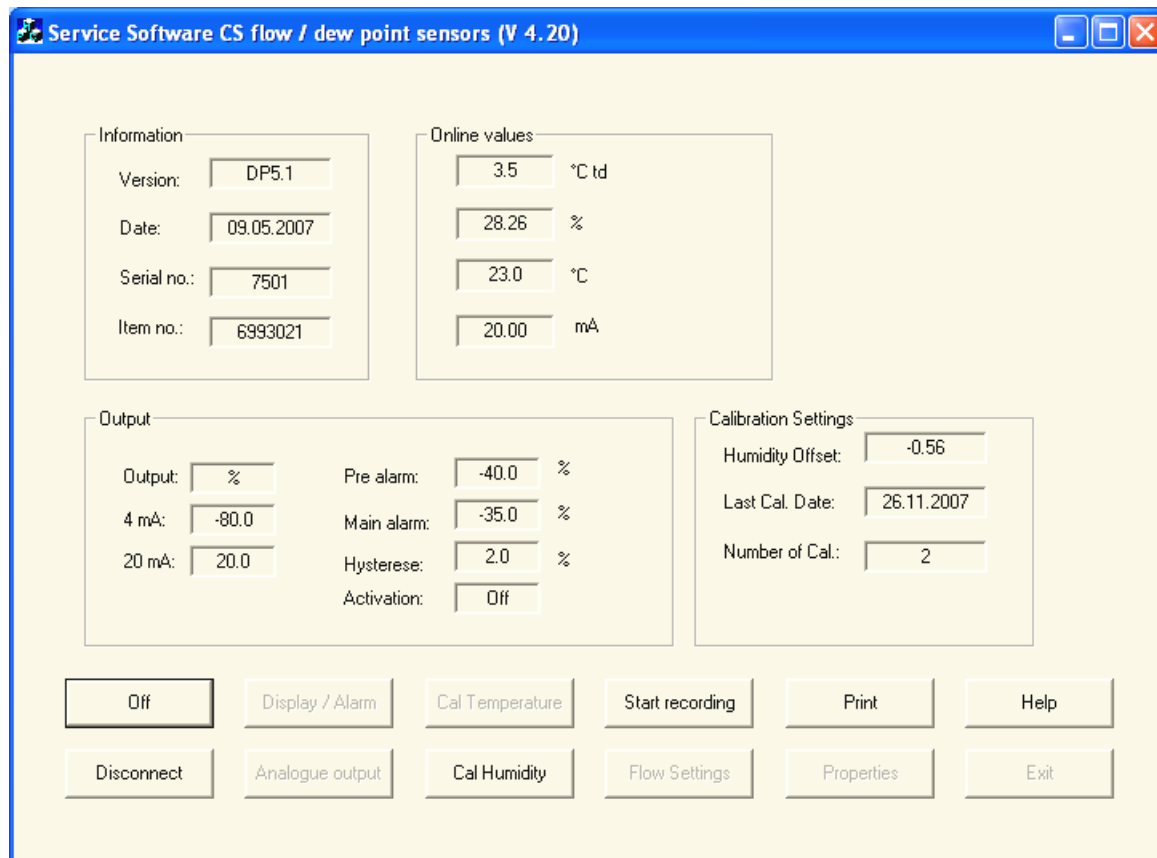 Service Software CS flow / dew point sensors (V 4.20)
Information
Version: DP5.1
Date: 09.05.2007
Serial no.: 7501
Item no.: 6993021
Online values
3.5 °C td
28.26 %
23.0 °C
20.00 mA
Output
Output: %
4 mA: -80.0
20 mA: 20.0
Pre alarm: -40.0 %
Main alarm: -35.0 %
Hysterese: 2.0 %
Activation: Off
Calibration Settings
Humidity Offset: -0.56
Last Cal. Date: 26.11.2007
Number of Cal.: 2
Off Display / Alarm Cal Temperature Start recording Print Help
Disconnect Analogue output Cal Humidity Flow Settings Properties Exit